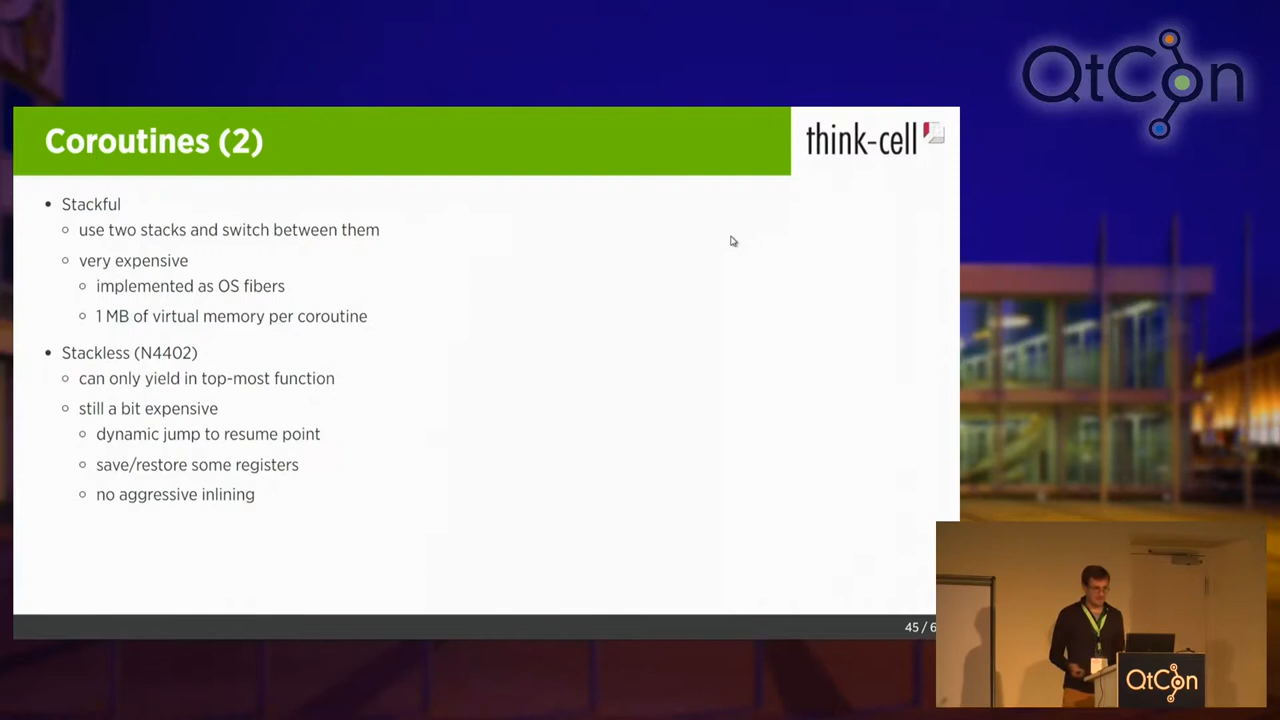 QtCon
Coroutines (2)
think-cell
• Stackful
◦ use two stacks and switch between them
◦ very expensive
◦ implemented as OS fibers
◦ 1 MB of virtual memory per coroutine
• Stackless (N4402)
◦ can only yield in top-most function
◦ still a bit expensive
◦ dynamic jump to resume point
◦ save/restore some registers
◦ no aggressive inlining
45 / 6
QtCon